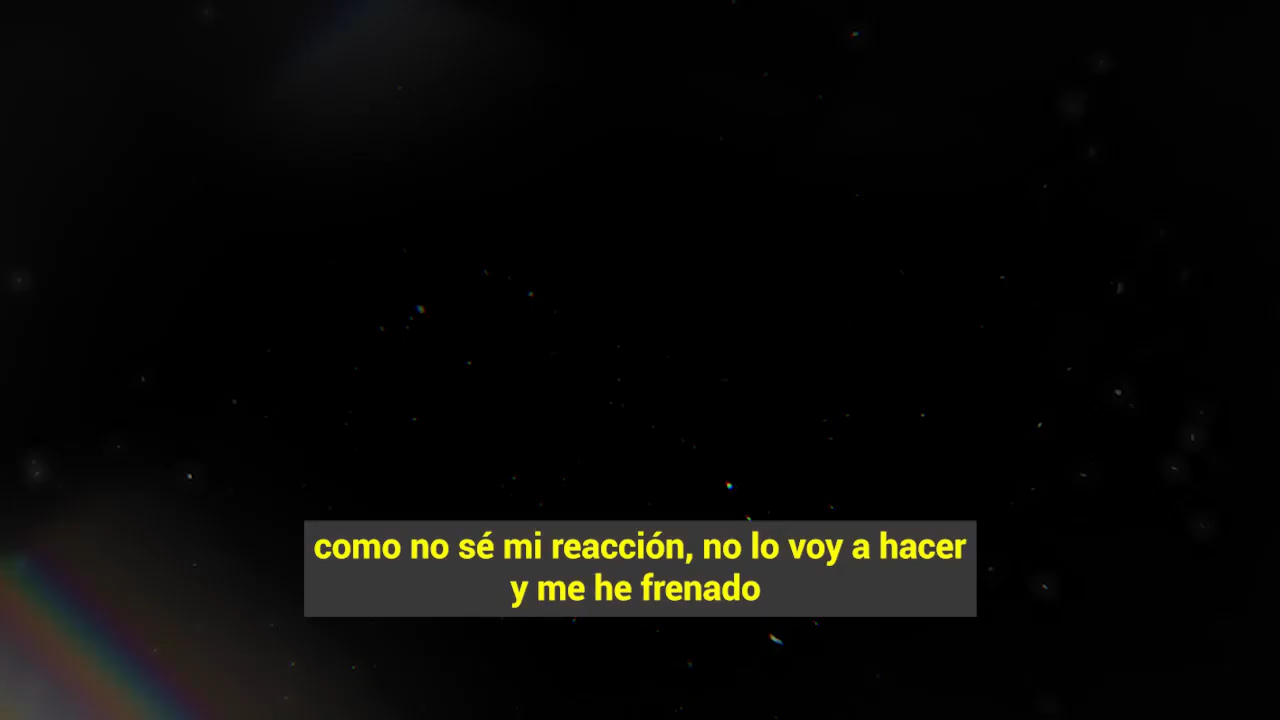 como no sé mi reacción, no lo voy a hacer
y me he frenado